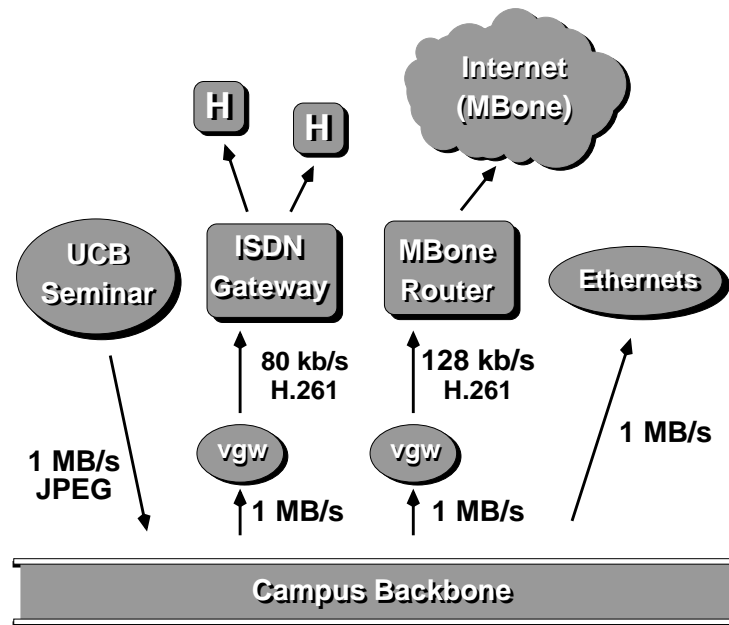 Internet
(MBone)
H
H
UCB
Seminar
ISDN
Gateway
MBone
Router
Ethernets
80 kb/s
H.261
128 kb/s
H.261
vgw
vgw
1 MB/s
JPEG
1 MB/s
1 MB/s
1 MB/s
Campus Backbone